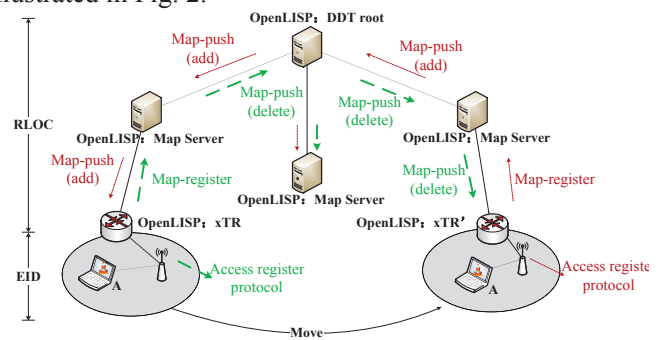 lustrated in Fig. 2.
OpenLISP：DDT root
Map-push
(add)
Map-push
(add)
Map-push
(delete)
Map-push
(delete)
RLOC
OpenLISP：Map Server
OpenLISP：Map Server
Map-push
(add)
Map-register
Map-push
(delete)
Map-register
OpenLISP：Map Server
OpenLISP：xTR
OpenLISP：xTR'
EID
A
Access register
protocol
A
Access registe
protocol
Move